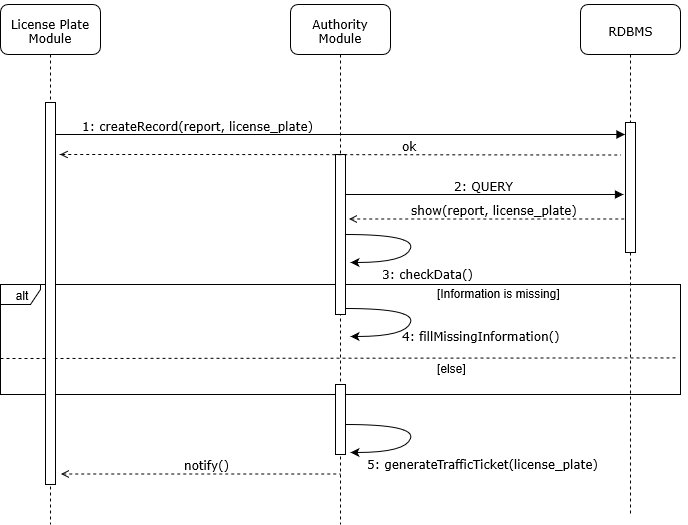 License Plate
Module
Authority
Module
RDBMS
1: createRecord(report, license_plate)
ok
2: QUERY
show(report, license_plate)
3: checkData()
alt
[Information is missing]
4: fillMissingInformation()
[else]
5: generateTrafficTicket(license_plate)
notify()